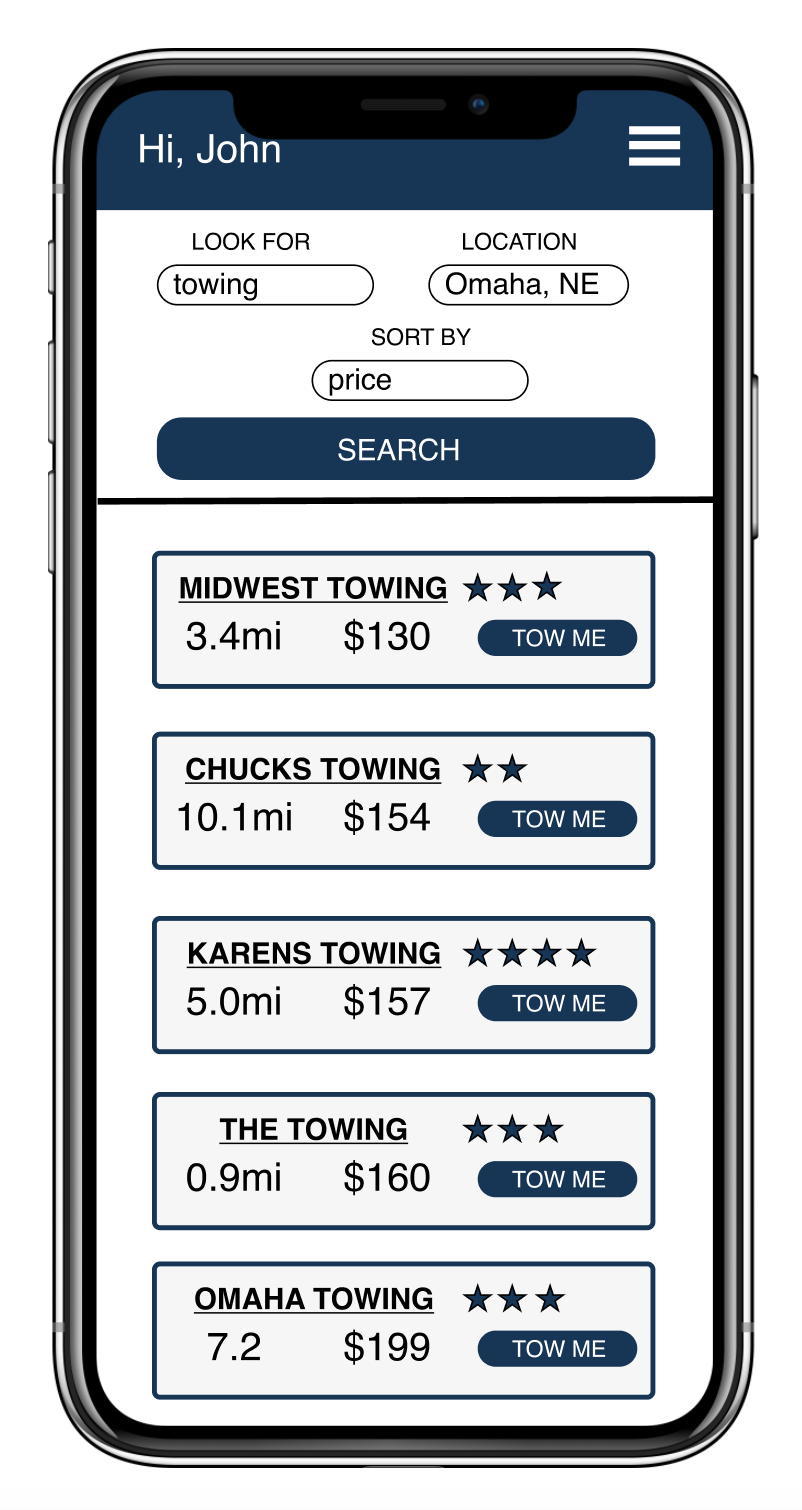 Hi, John
LOOK FOR LOCATION
towing Omaha, NE
SORT BY
price
SEARCH
MIDWEST TOWING
3.4mi $130 TOW ME
CHUCKS TOWING
10.1mi $154 TOW ME
KARENS TOWING
5.0mi $157 TOW ME
THE TOWING
0.9mi $160 TOW ME
OMAHA TOWING
7.2 $199 TOW ME